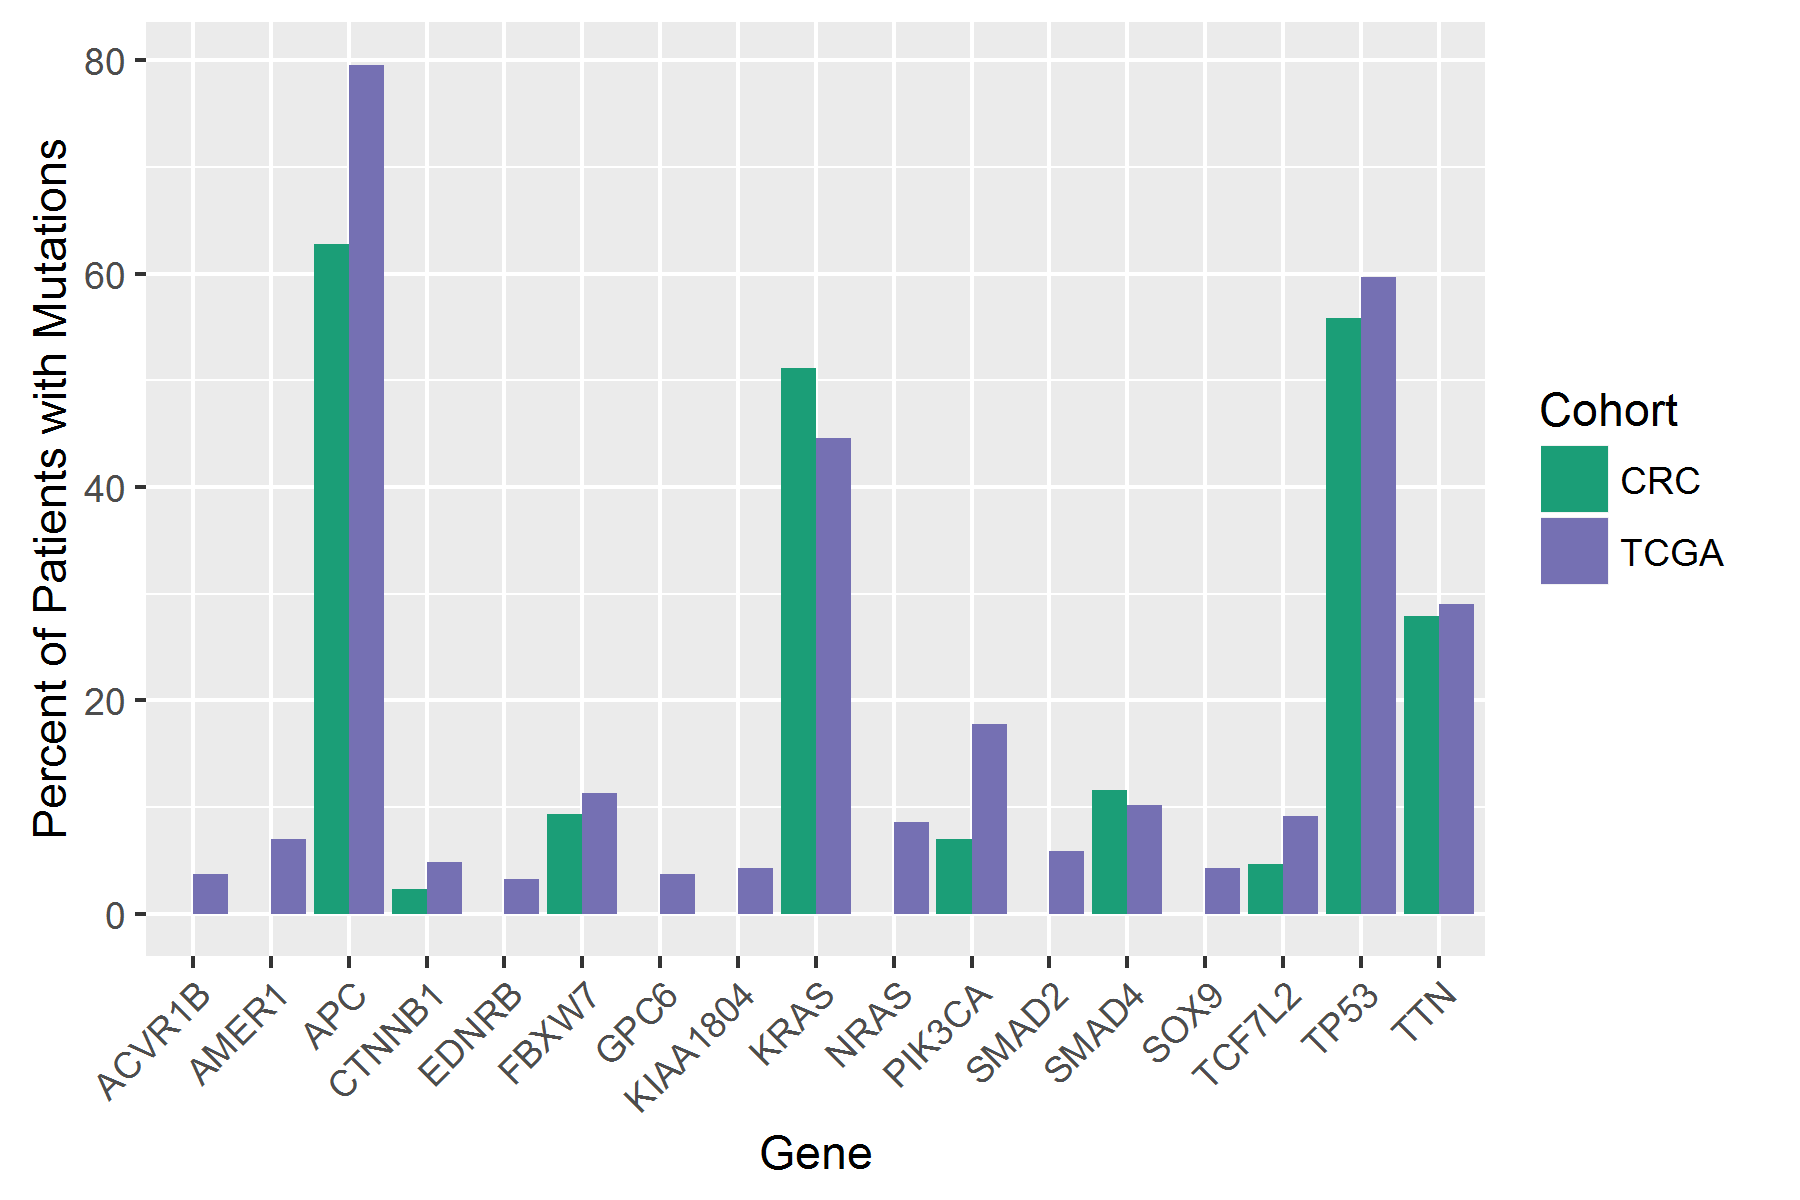 Percent of Patients with Mutations
80
60
40
20
0
ACVR1B
AMER1
APC
CTNNB1
EDNRB
FBXW7
GPC6
KIAA1804
KRAS
NRAS
PIK3CA
SMAD2
SMAD4
SOX9
TCF7L2
TP53
TTN
Gene
Cohort
CRC
TCGA